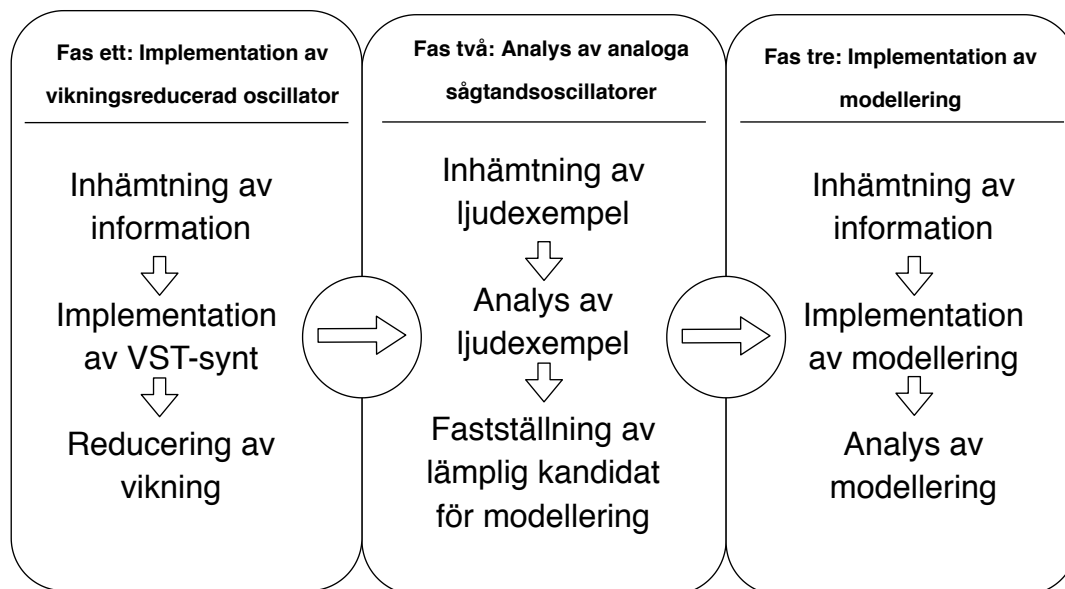 Fas ett: Implementation av
vikningsreducerad oscillator
Inhämtning av
information
Implementation
av VST-synt
Reducering av
vikning
Fas två: Analys av analoga
sågtandsoscillatorer
Inhämtning av
ljudexempel
Analys av
ljudexempel
Fastställning av
lämplig kandidat
för modellering
Fas tre: Implementation av
modellering
Inhämtning av
information
Implementation
av modellering
Analys av
modellering